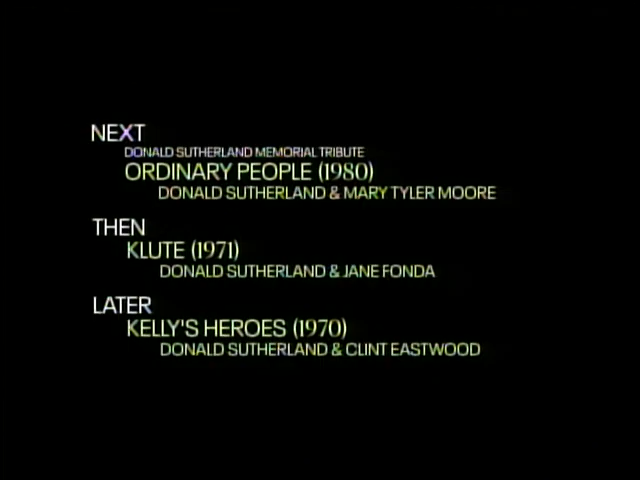 NEXT
DONALD SUTHERLAND MEMORIAL TRIBUTE
ORDINARY PEOPLE (1980)
DONALD SUTHERLAND & MARY TYLER MOORE
THEN
KLUTE (1971)
DONALD SUTHERLAND & JANE FONDA
LATER
KELLY'S HEROES (1970)
DONALD SUTHERLAND & CLINT EASTWOOD